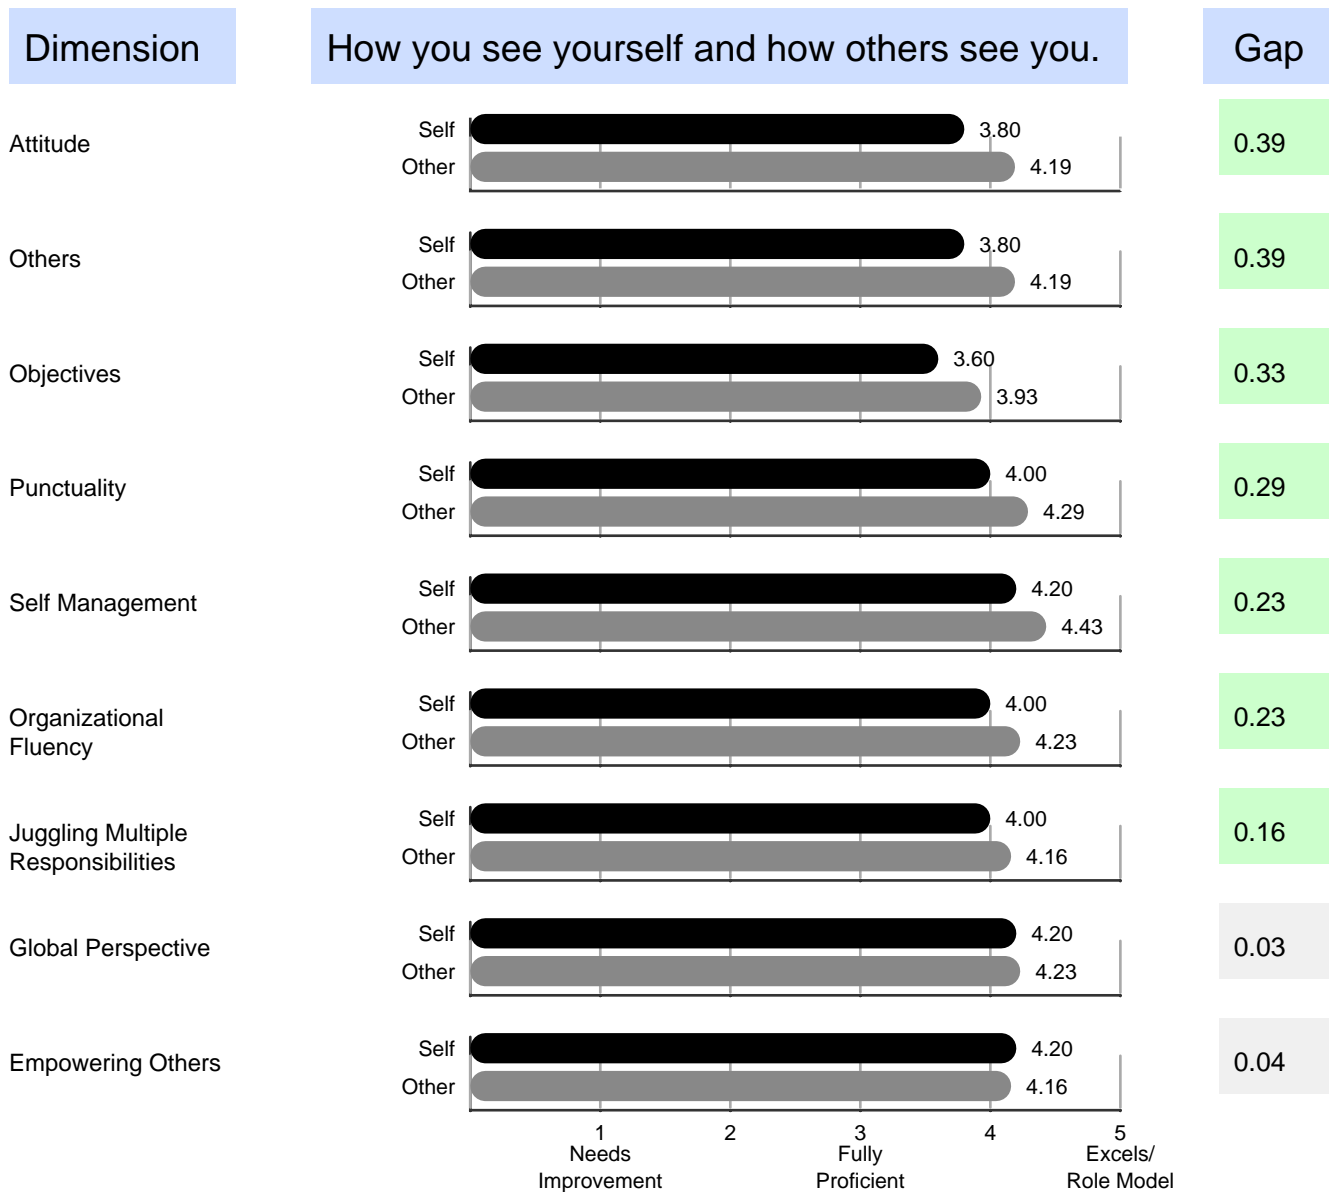 Dimension
How you see yourself and how others see you.
Gap
Attitude
Self
3.80
Other
4.19
0.39
Others
Self
3.80
Other
4.19
0.39
Objectives
Self
3.60
Other
3.93
0.33
Punctuality
Self
4.00
Other
4.29
0.29
Self Management
Self
4.20
Other
4.43
0.23
Organizational
Fluency
Self
4.00
Other
4.23
0.23
Juggling Multiple
Responsibilities
Self
4.00
Other
4.16
0.16
Global Perspective
Self
4.20
Other
4.23
0.03
Empowering Others
Self
4.20
Other
4.16
0.04
1
Needs
Improvement
2
3
Fully
Proficient
4
5
Excels/
Role Model